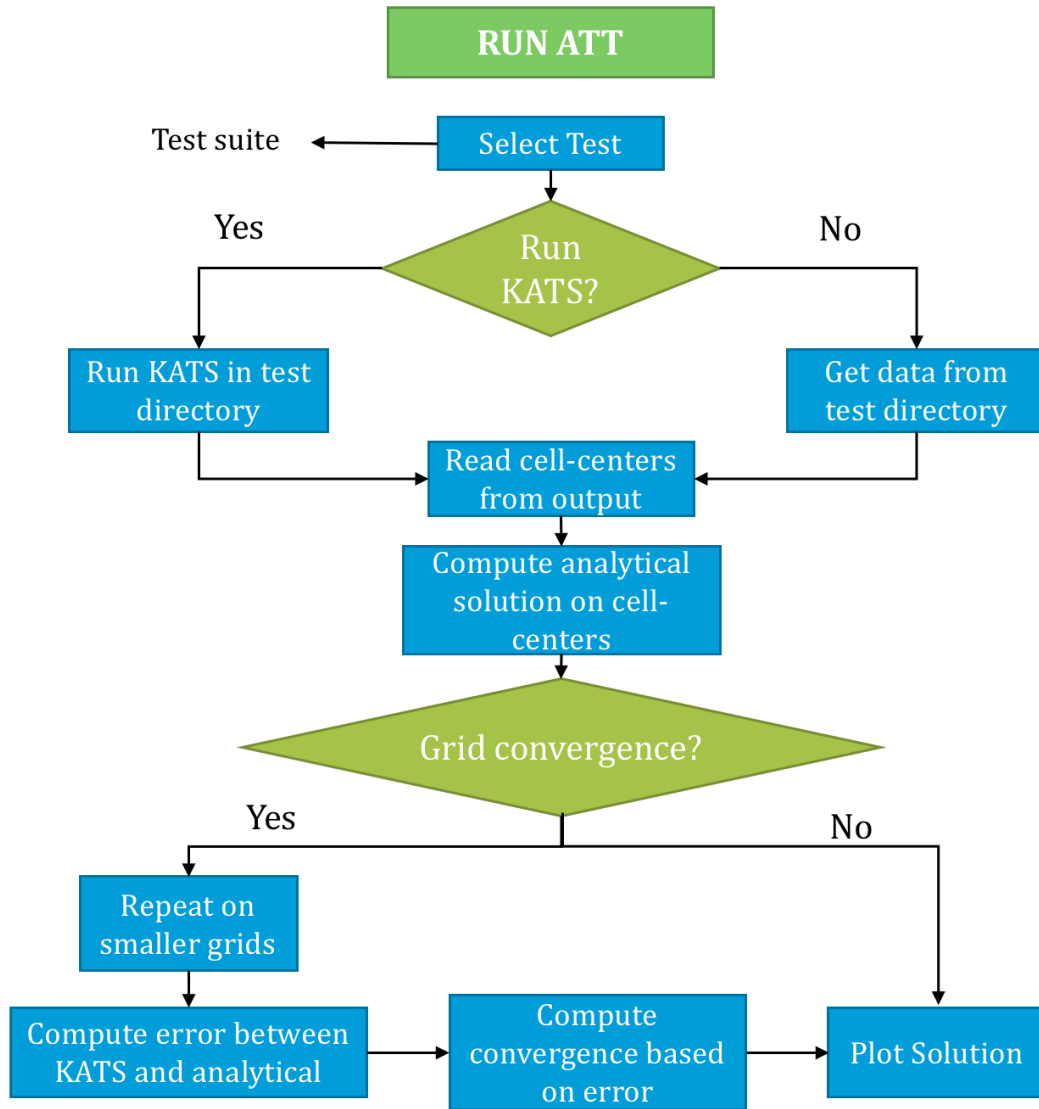 RUN ATT
Test suite
Select Test
Yes
No
Run
KATS?
Run KATS in test
directory
Get data from
test directory
Read cell-centers
from output
Compute analytical
solution on cell-
centers
Grid convergence?
Yes
No
Repeat on
smaller grids
Compute error between
KATS and analytical
Compute
convergence based
on error
Plot Solution